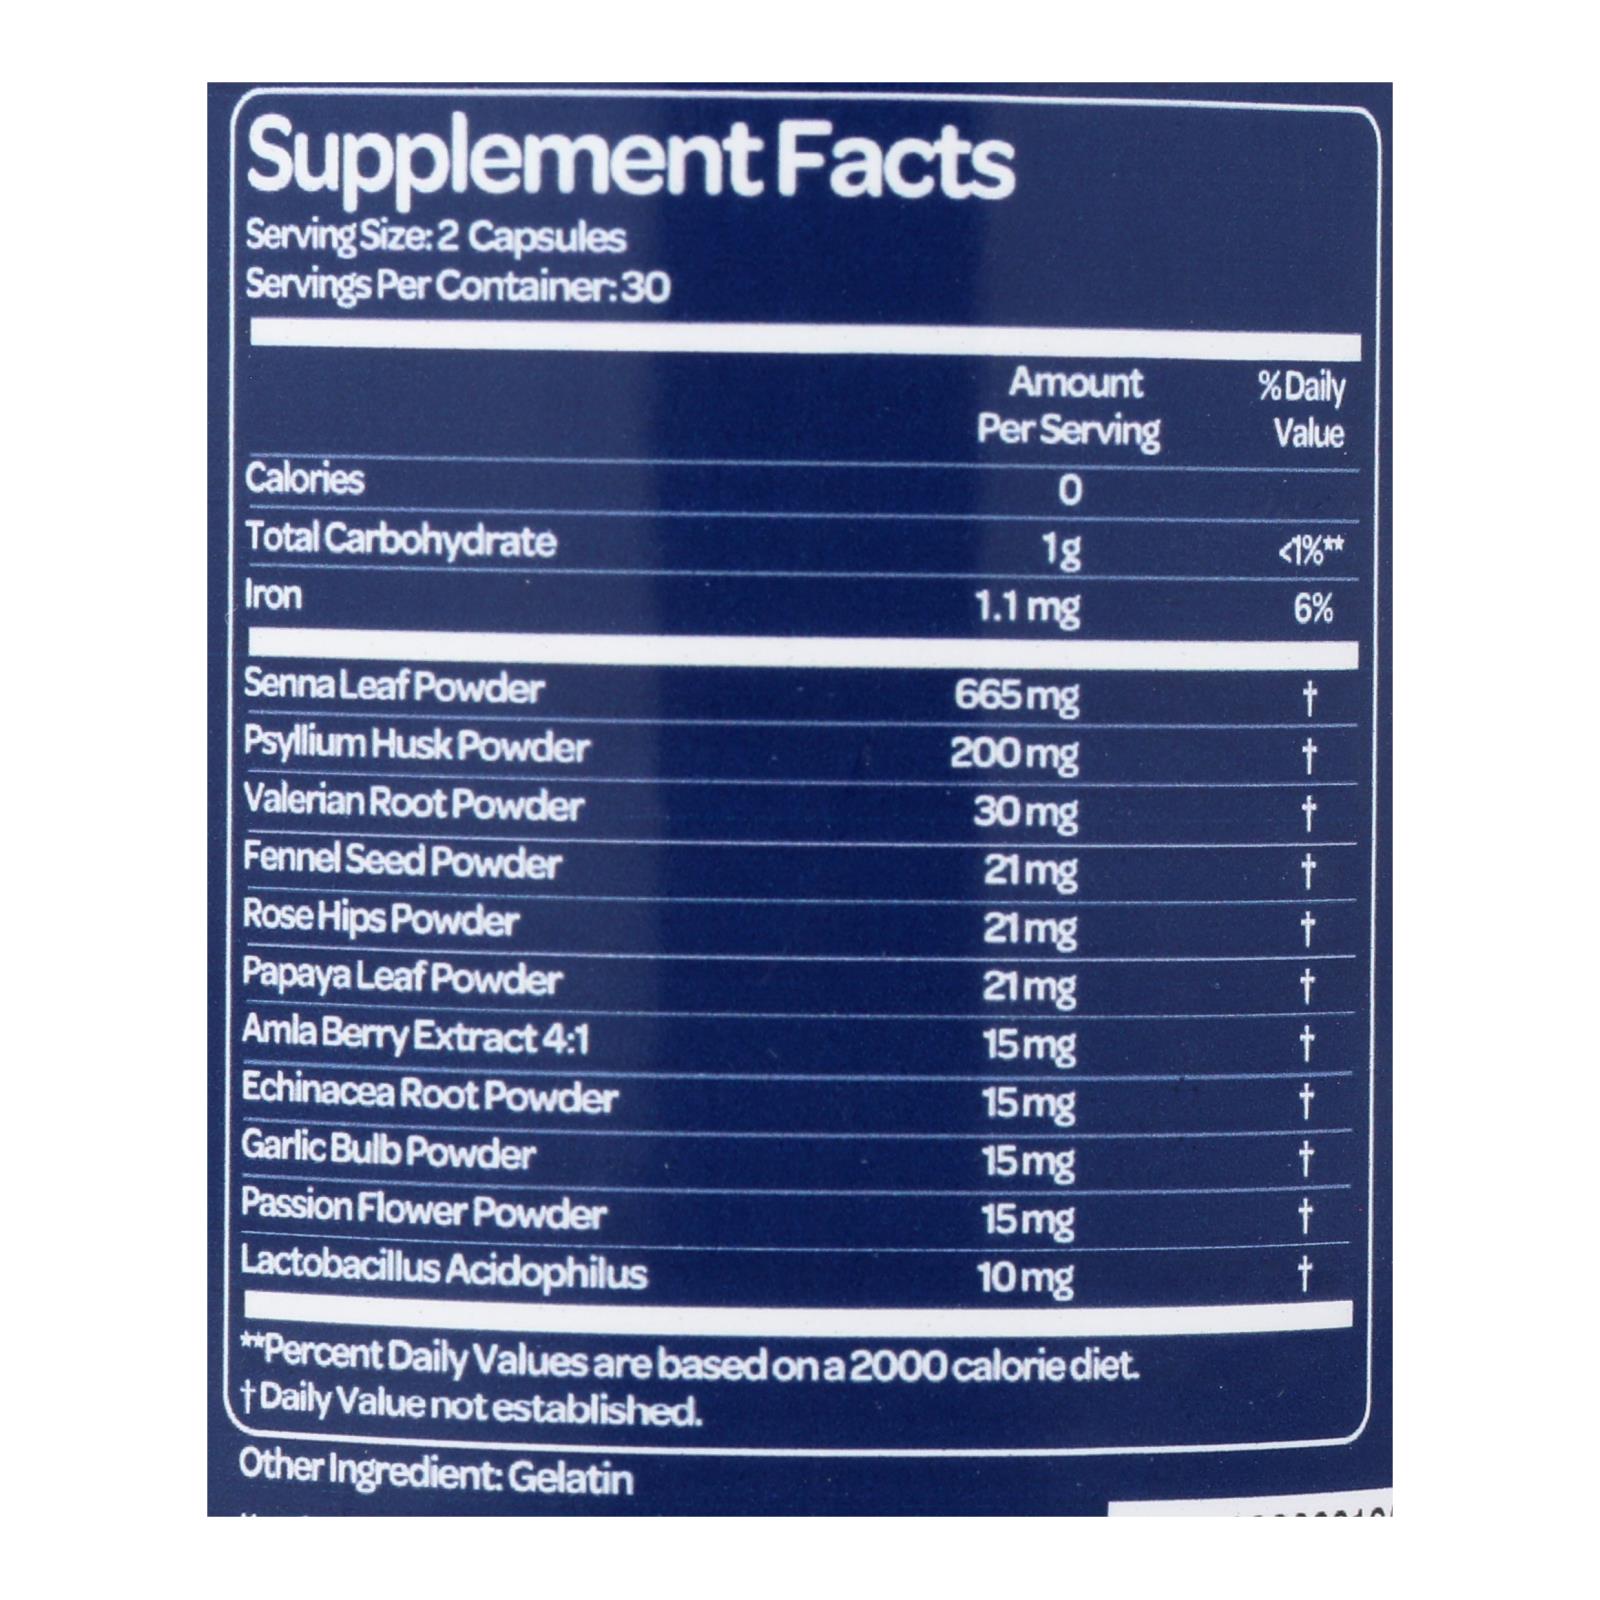 Supplement Facts
Serving Size: 2 Capsules
Servings Per Container: 30
Amount Per Serving % Daily Value
Calories 0
Total Carbohydrate 1g <1%**
Iron 1.1 mg 6%
Senna Leaf Powder 665 mg †
Psyllium Husk Powder 200 mg †
Valerian Root Powder 30 mg †
Fennel Seed Powder 21 mg †
Rose Hips Powder 21 mg †
Papaya Leaf Powder 21 mg †
Amla Berry Extract 4:1 15 mg †
Echinacea Root Powder 15 mg †
Garlic Bulb Powder 15 mg †
Passion Flower Powder 15 mg †
Lactobacillus Acidophilus 10 mg †
**Percent Daily Values are based on a 2000 calorie diet.
† Daily Value not established.
Other Ingredient: Gelatin